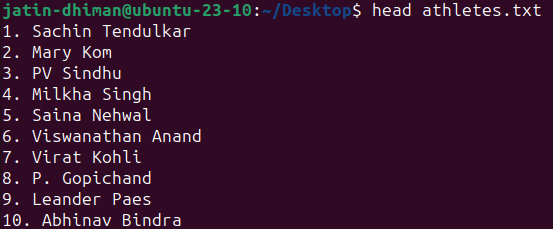 jatin-dhiman@ubuntu-23-10:~/Desktop$ head athletes.txt
1. Sachin Tendulkar
2. Mary Kom
3. PV Sindhu
4. Milkha Singh
5. Saina Nehwal
6. Viswanathan Anand
7. Virat Kohli
8. P. Gopichand
9. Leander Paes
10. Abhinav Bindra